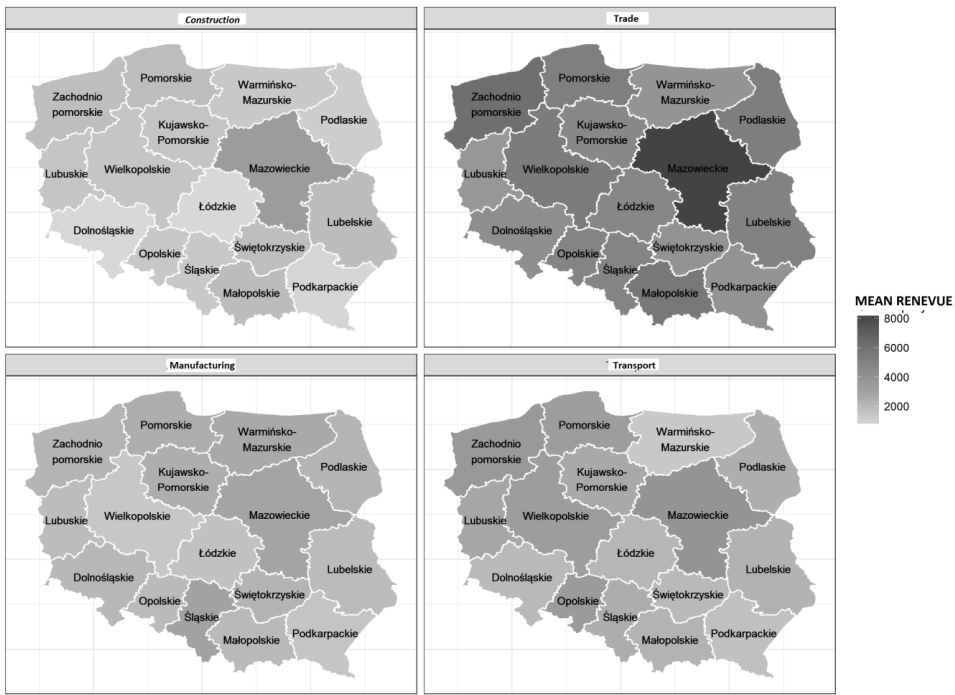 Construction
Zachodnio
pomorskie
Pomorskie
Warmińsko-
Mazurskie
Podlaskie
Kujawsko-
Pomorskie
Lubuskie
Wielkopolskie
Mazowieckie
Łódzkie
Dolnośląskie
Lubelskie
Opolskie
Śląskie
Świętokrzyskie
Małopolskie
Podkarpackie
Trade
Zachodnio
pomorskie
Pomorskie
Warmińsko-
Mazurskie
Podlaskie
Kujawsko-
Pomorskie
Lubuskie
Wielkopolskie
Mazowieckie
Łódzkie
Dolnośląskie
Lubelskie
Opolskie
Śląskie
Świętokrzyskie
Małopolskie
Podkarpackie
Manufacturing
Zachodnio
pomorskie
Pomorskie
Warmińsko-
Mazurskie
Podlaskie
Kujawsko-
Pomorskie
Lubuskie
Wielkopolskie
Mazowieckie
Łódzkie
Dolnośląskie
Lubelskie
Opolskie
Śląskie
Świętokrzyskie
Małopolskie
Podkarpackie
Transport
Zachodnio
pomorskie
Pomorskie
Warmińsko-
Mazurskie
Podlaskie
Kujawsko-
Pomorskie
Lubuskie
Wielkopolskie
Mazowieckie
Łódzkie
Dolnośląskie
Lubelskie
Opolskie
Śląskie
Świętokrzyskie
Małopolskie
Podkarpackie
MEAN RENEVUE
8000
6000
4000
2000